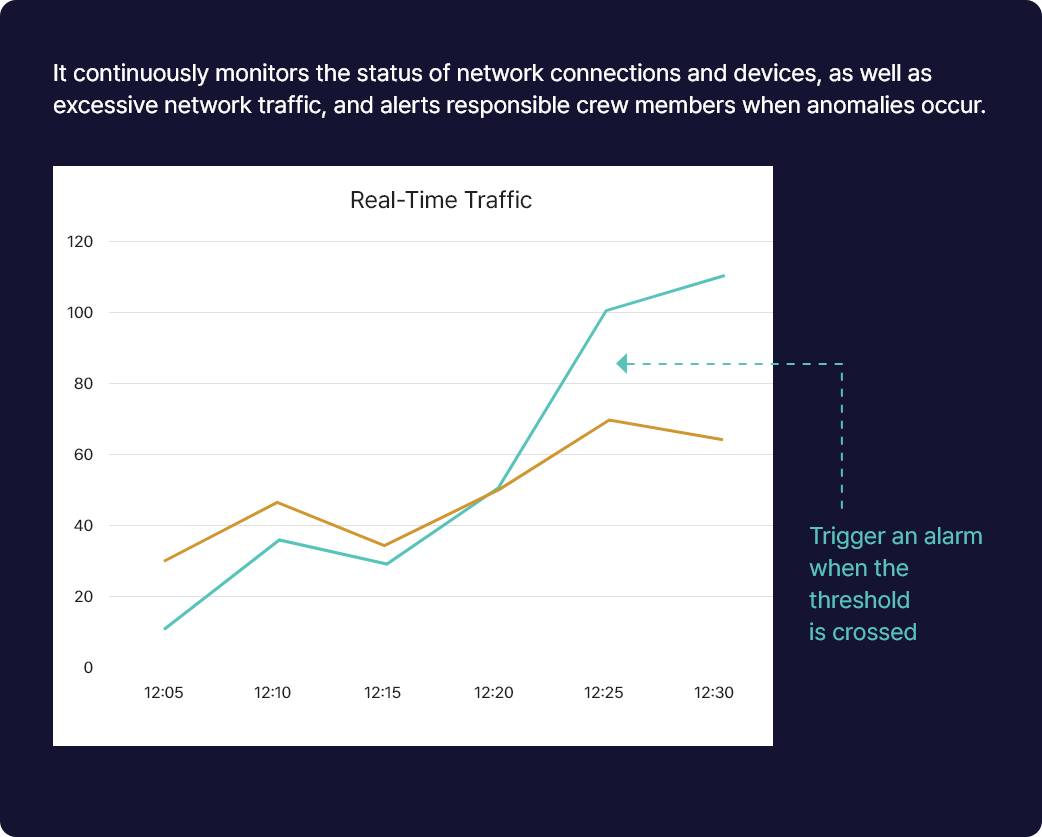 It continuously monitors the status of network connections and devices, as well as
excessive network traffic, and alerts responsible crew members when anomalies occur.
Real-Time Traffic
120
100
80
60
40
20
0
12:05 12:10 12:15 12:20 12:25 12:30
Trigger an alarm
when the
threshold
is crossed